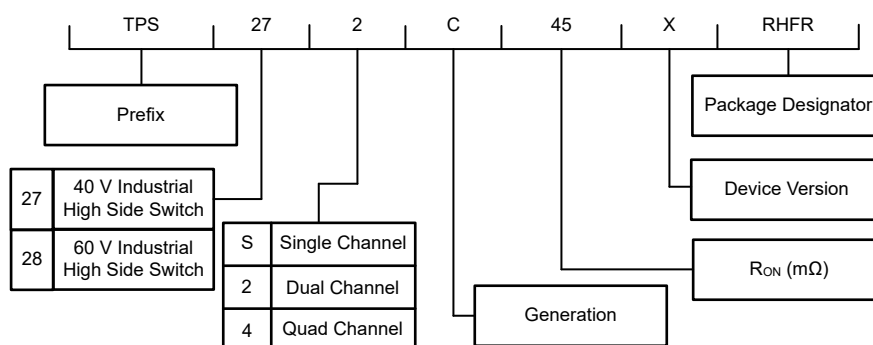 TPS 27 2 C 45 X RHFR
Prefix
Package Designator
27 40 V Industrial
High Side Switch
28 60 V Industrial
High Side Switch
S Single Channel
2 Dual Channel
4 Quad Channel
Device Version
RON (mΩ)
Generation